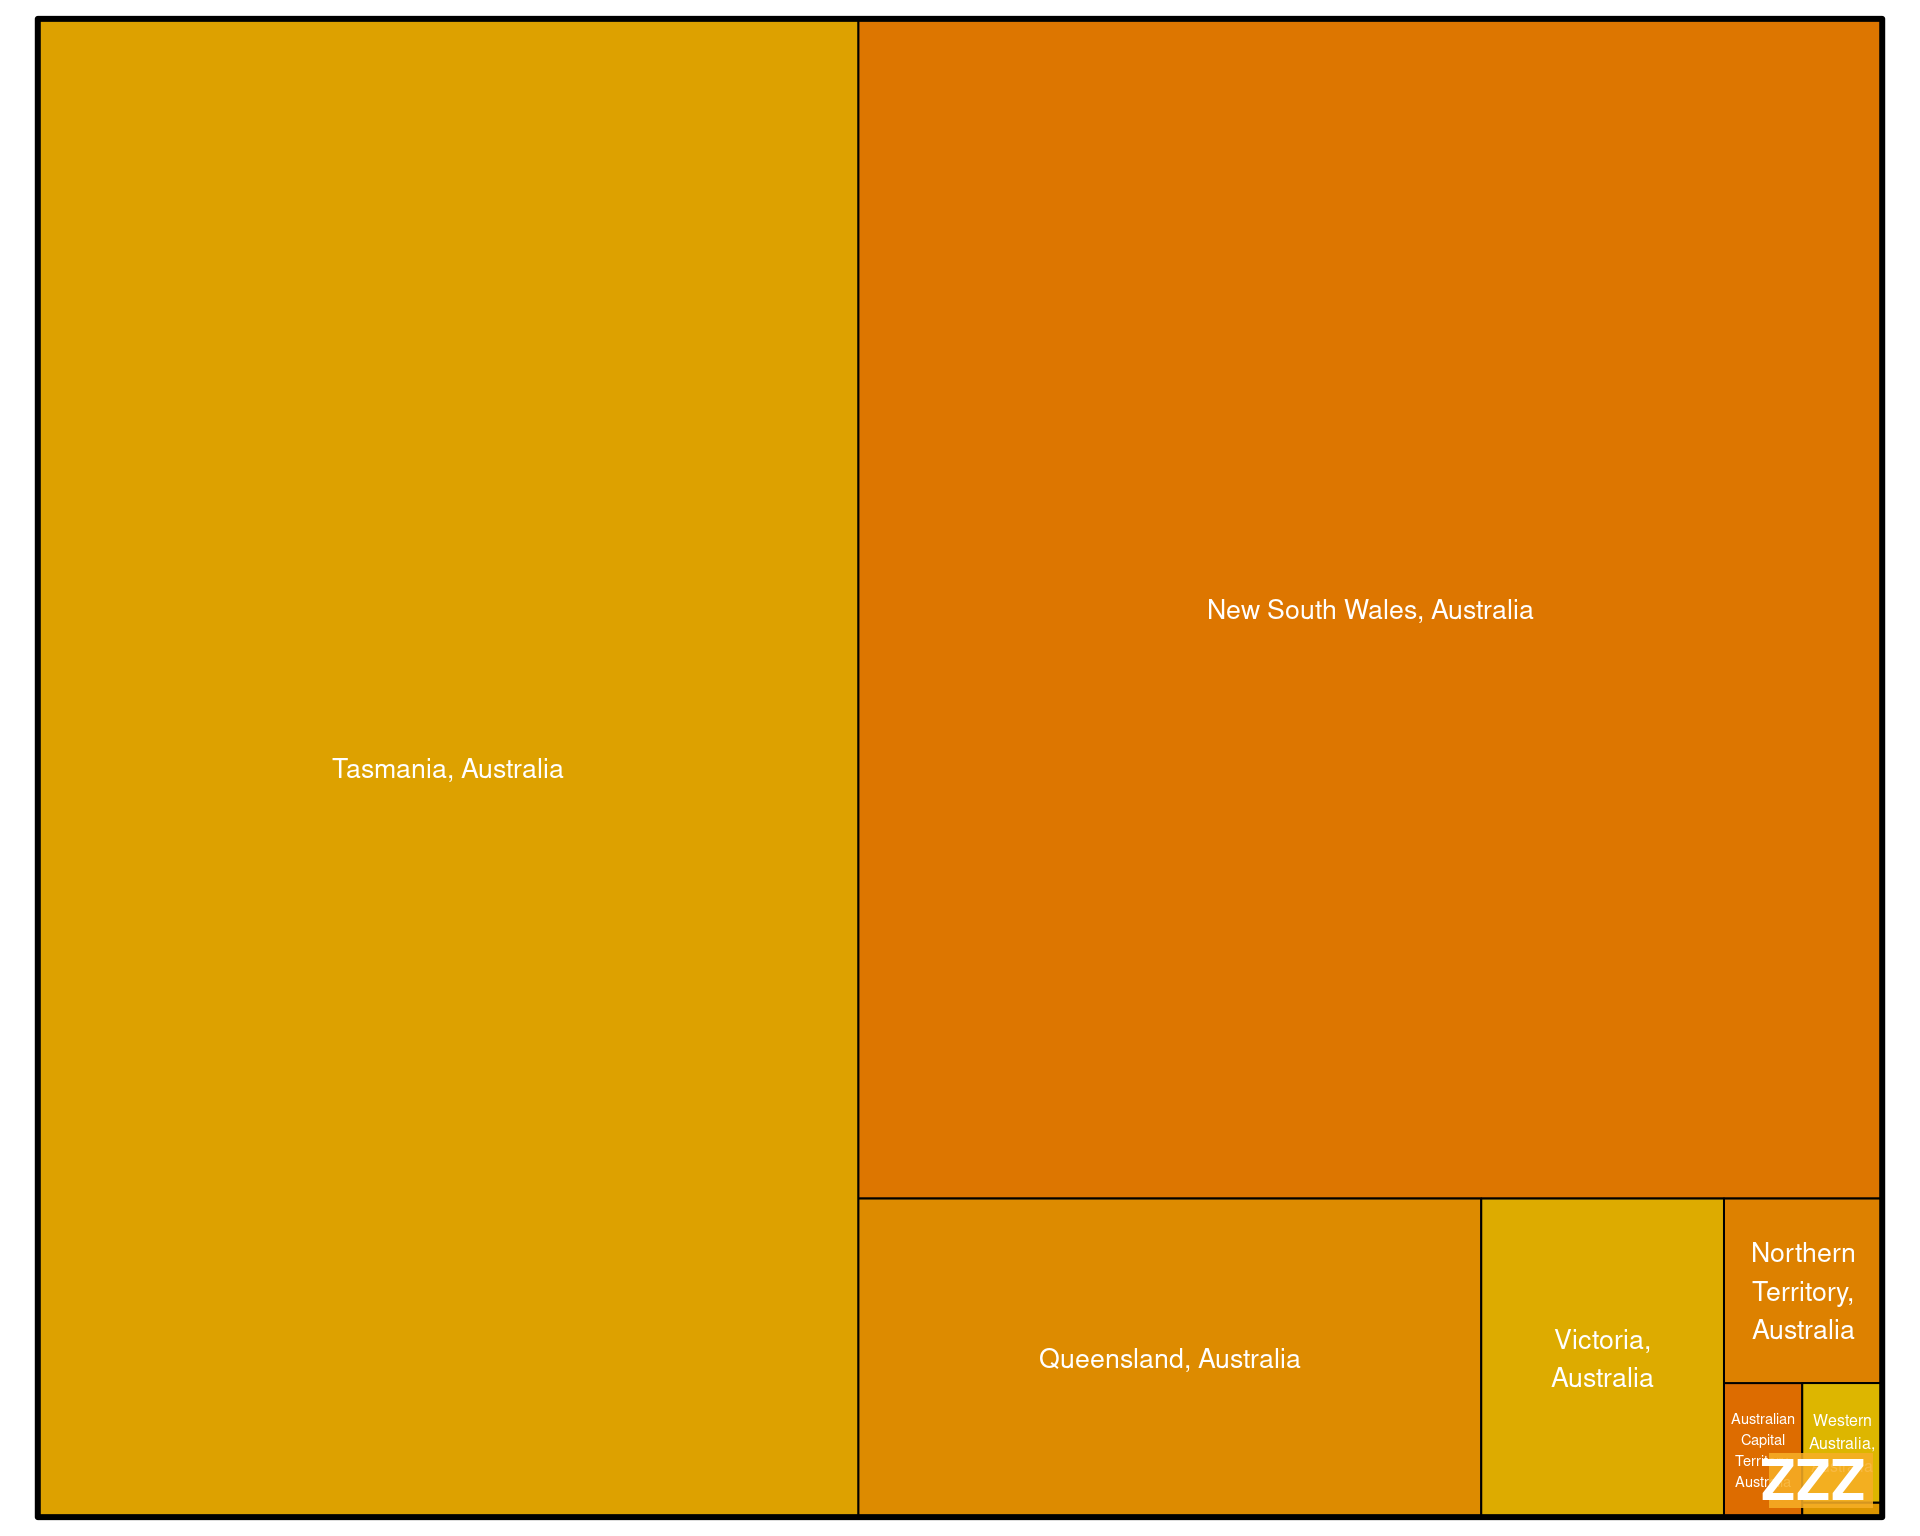 Tasmania, Australia
New South Wales, Australia
Queensland, Australia
Victoria,
Australia
Northern
Territory,
Australia
Australian
Capital
Western
Australia,
ZZZ